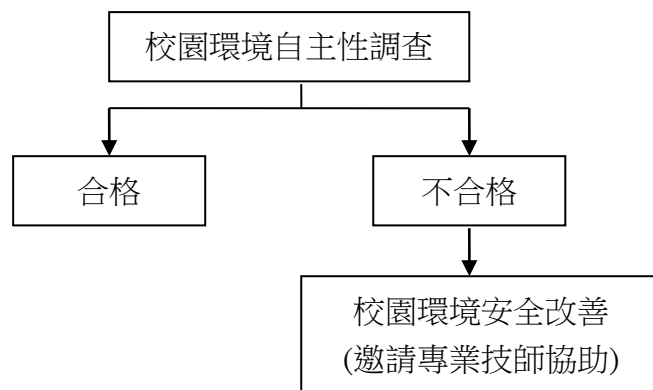 校園環境自主性調查
合格
不合格
校園環境安全改善
(邀請專業技師協助)